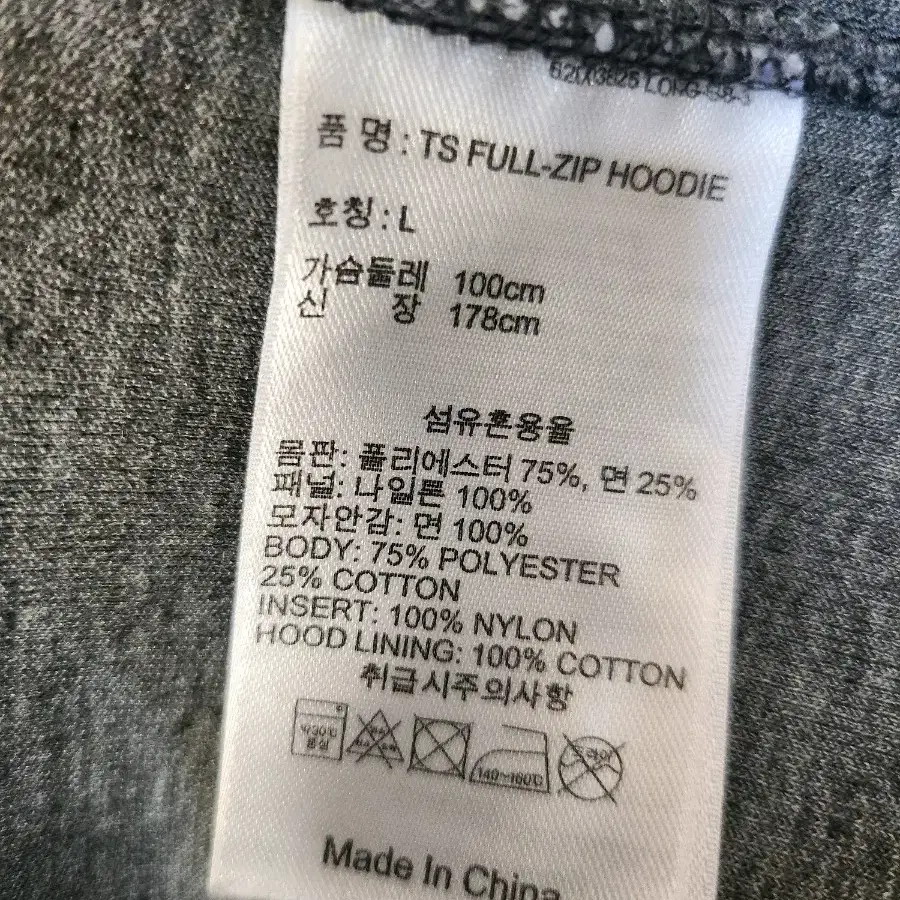 품 명 : TS FULL-ZIP HOODIE
호칭 : L
가슴둘레 100cm
신 장 178cm
섬유혼용율
몸판: 폴리에스터 75%, 면 25%
패널: 나일론 100%
모자안감: 면 100%
BODY: 75% POLYESTER
25% COTTON
INSERT: 100% NYLON
HOOD LINING: 100% COTTON
취급시주의사항
140~160℃
Made In China